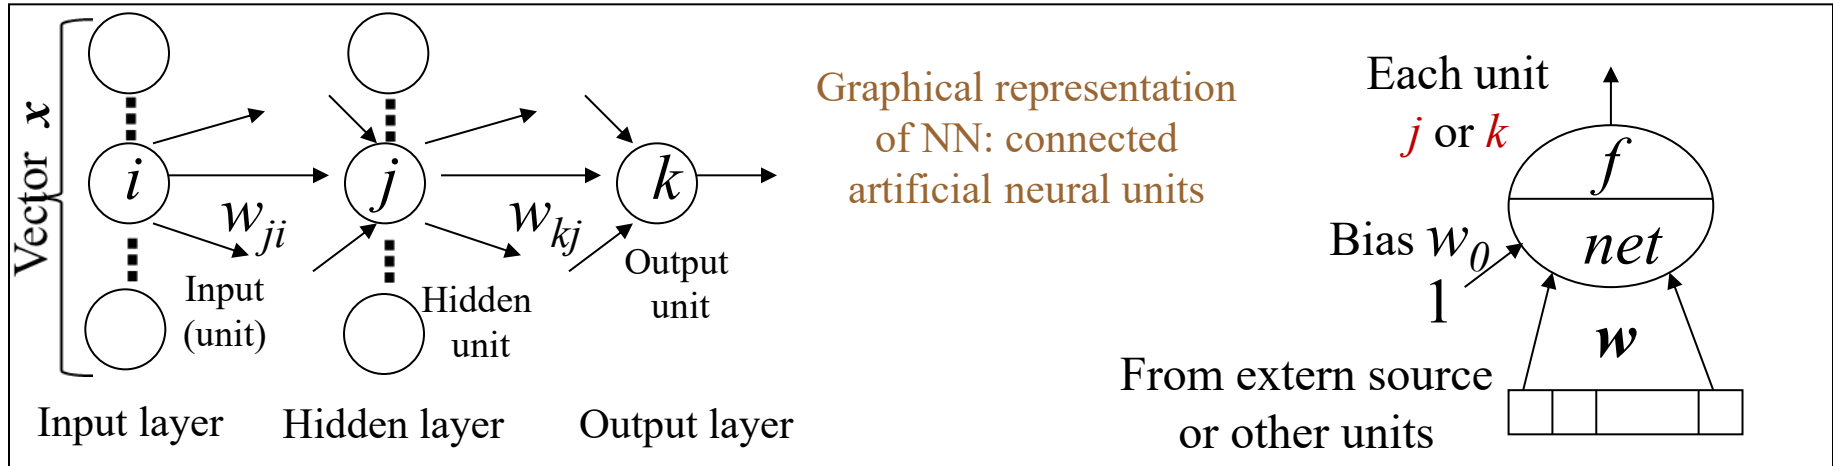 Vector x
i
j
k
w_ji
w_kj
Input
(unit)
Hidden
unit
Output
unit
Input layer
Hidden layer
Output layer
Graphical representation
of NN: connected
artificial neural units
Each unit
j or k
f
net
Bias w_0
1
w
From extern source
or other units